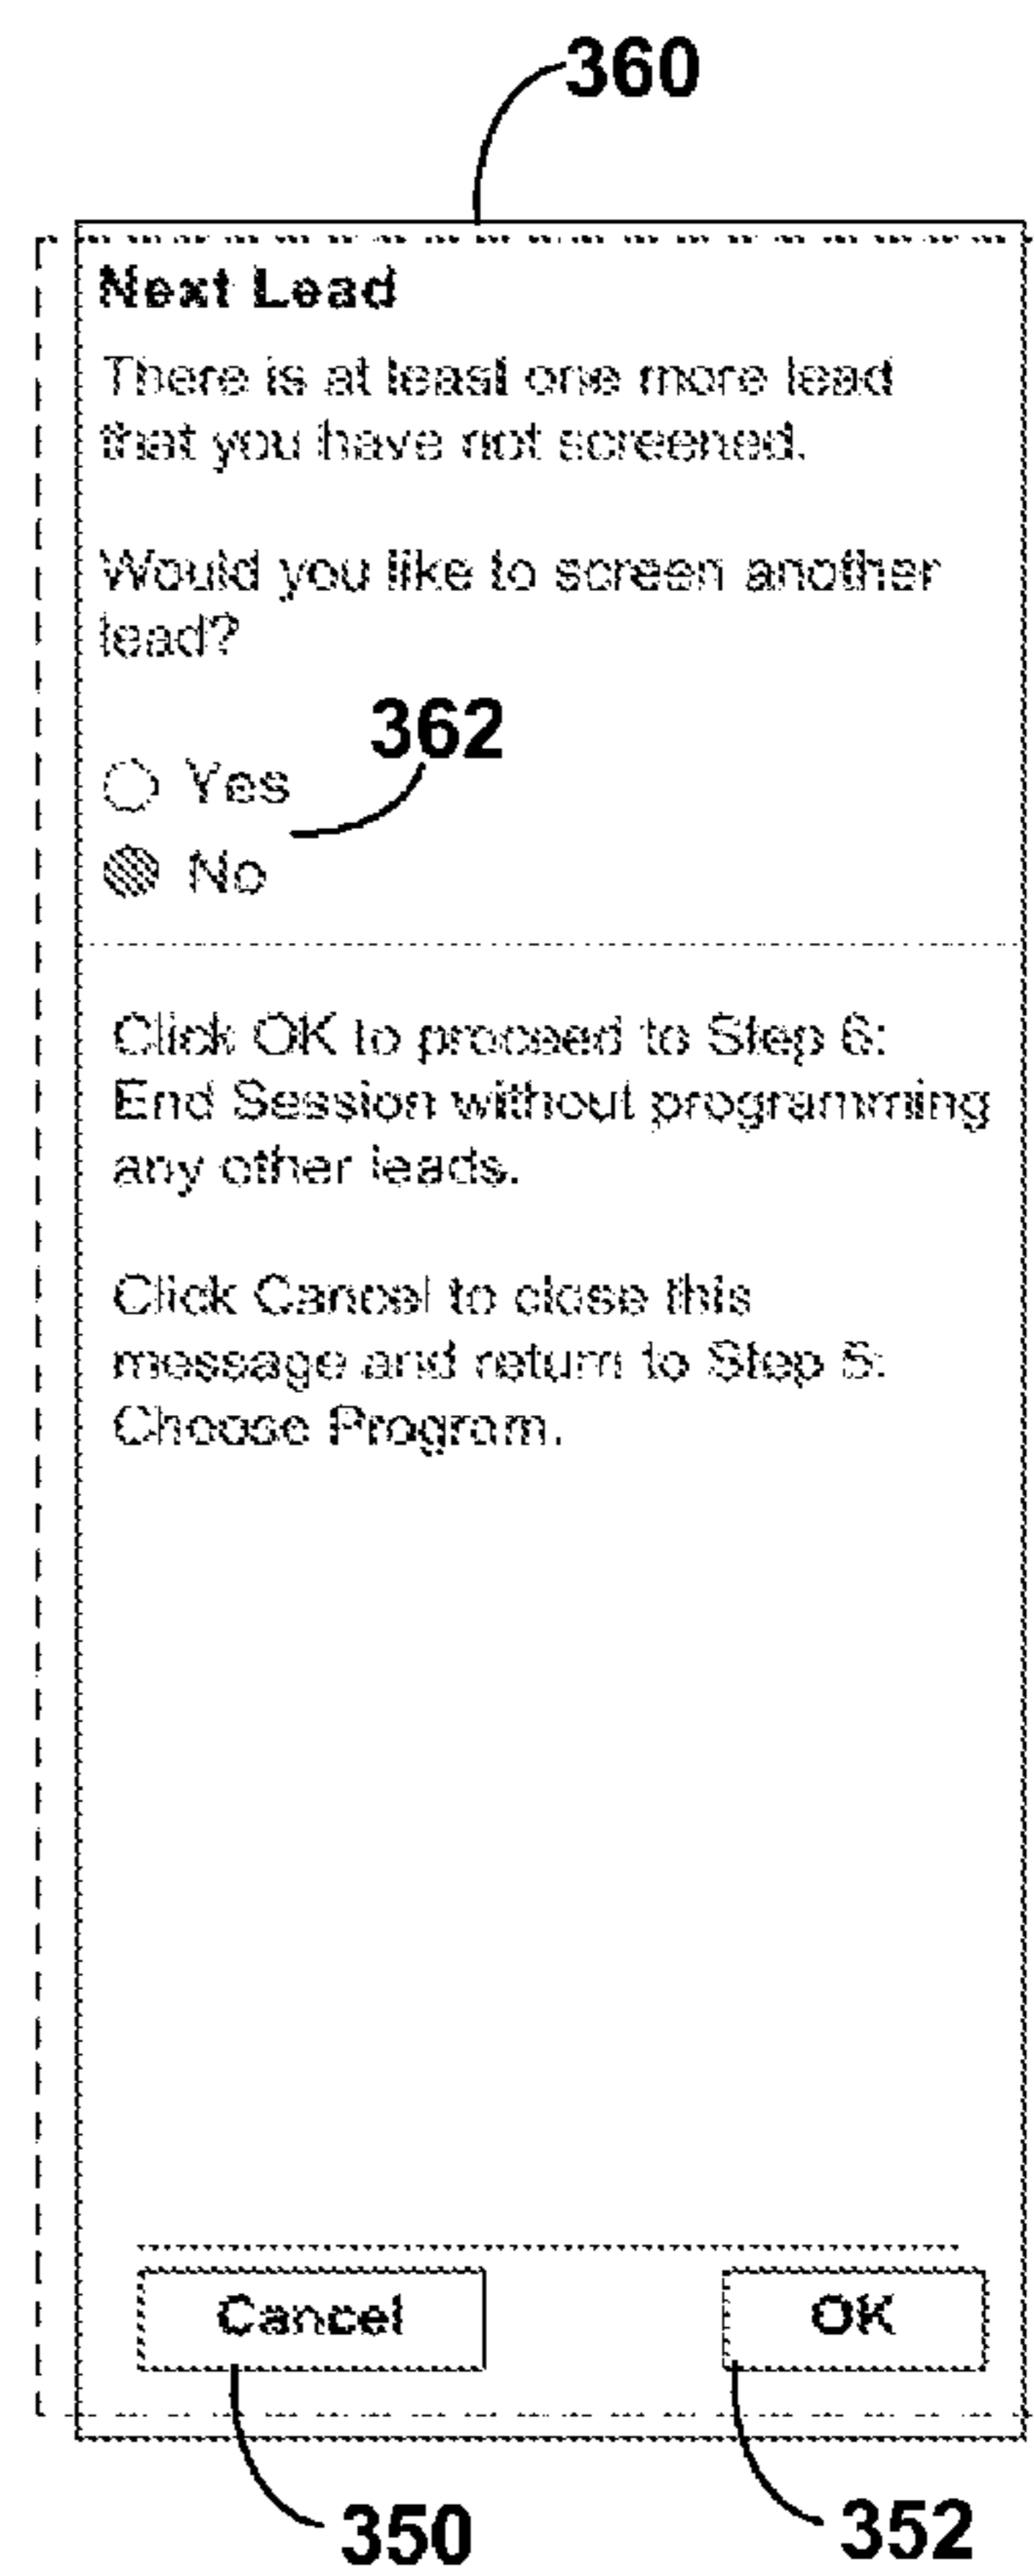 360
Next Lead
There is at least one more lead
that you have not screened.
Would you like to screen another
lead?
362
Yes
No
Click OK to proceed to Step 6:
End Session without programming
any other leads.
Click Cancel to close this
message and return to Step 5:
Choose Program.
Cancel
OK
350
352